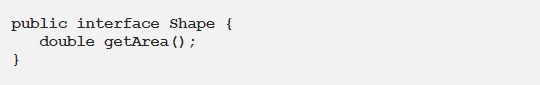 public interface Shape {
   double getArea();
}